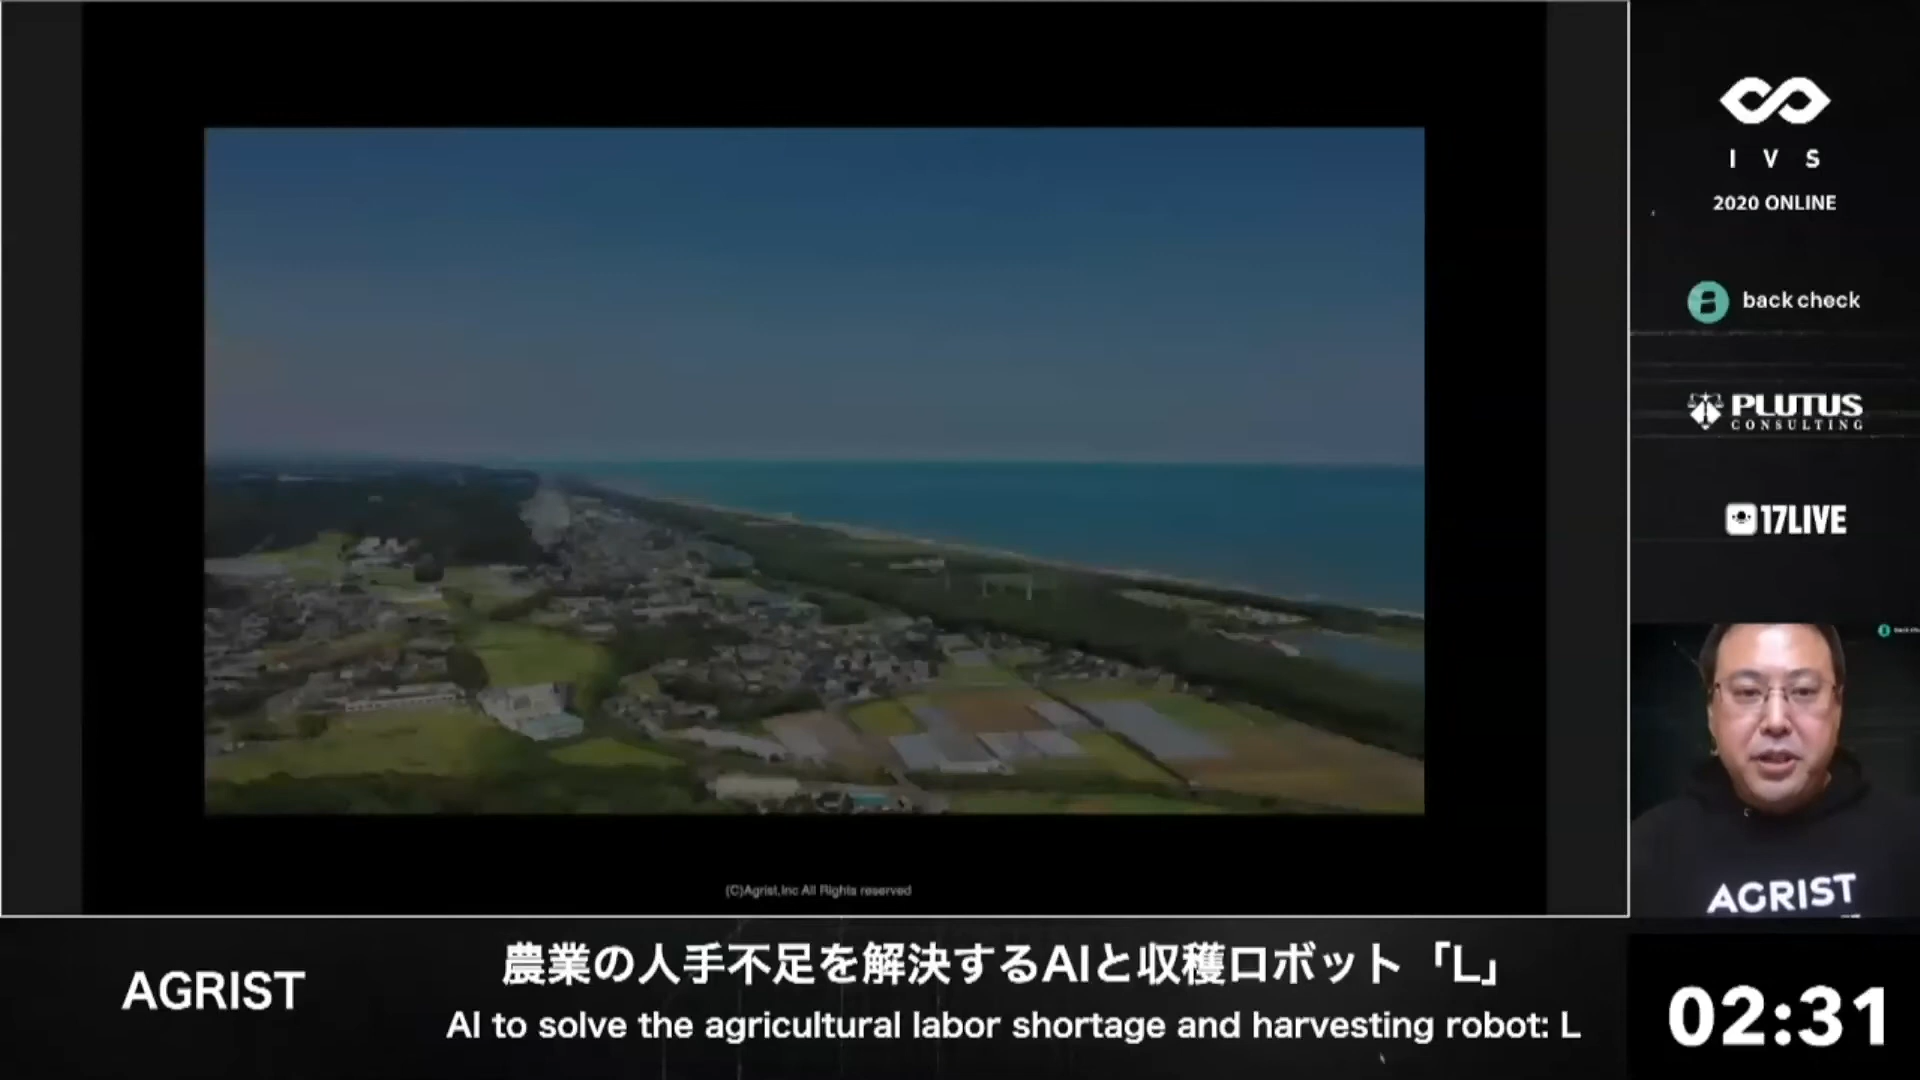 I V S
2020 ONLINE
back check
PLUTUS
CONSULTING
17LIVE
AGRIST
(C)Agrist,Inc All Rights reserved
AGRIST
農業の人手不足を解決するAIと収穫ロボット「L」
AI to solve the agricultural labor shortage and harvesting robot: L
02:31